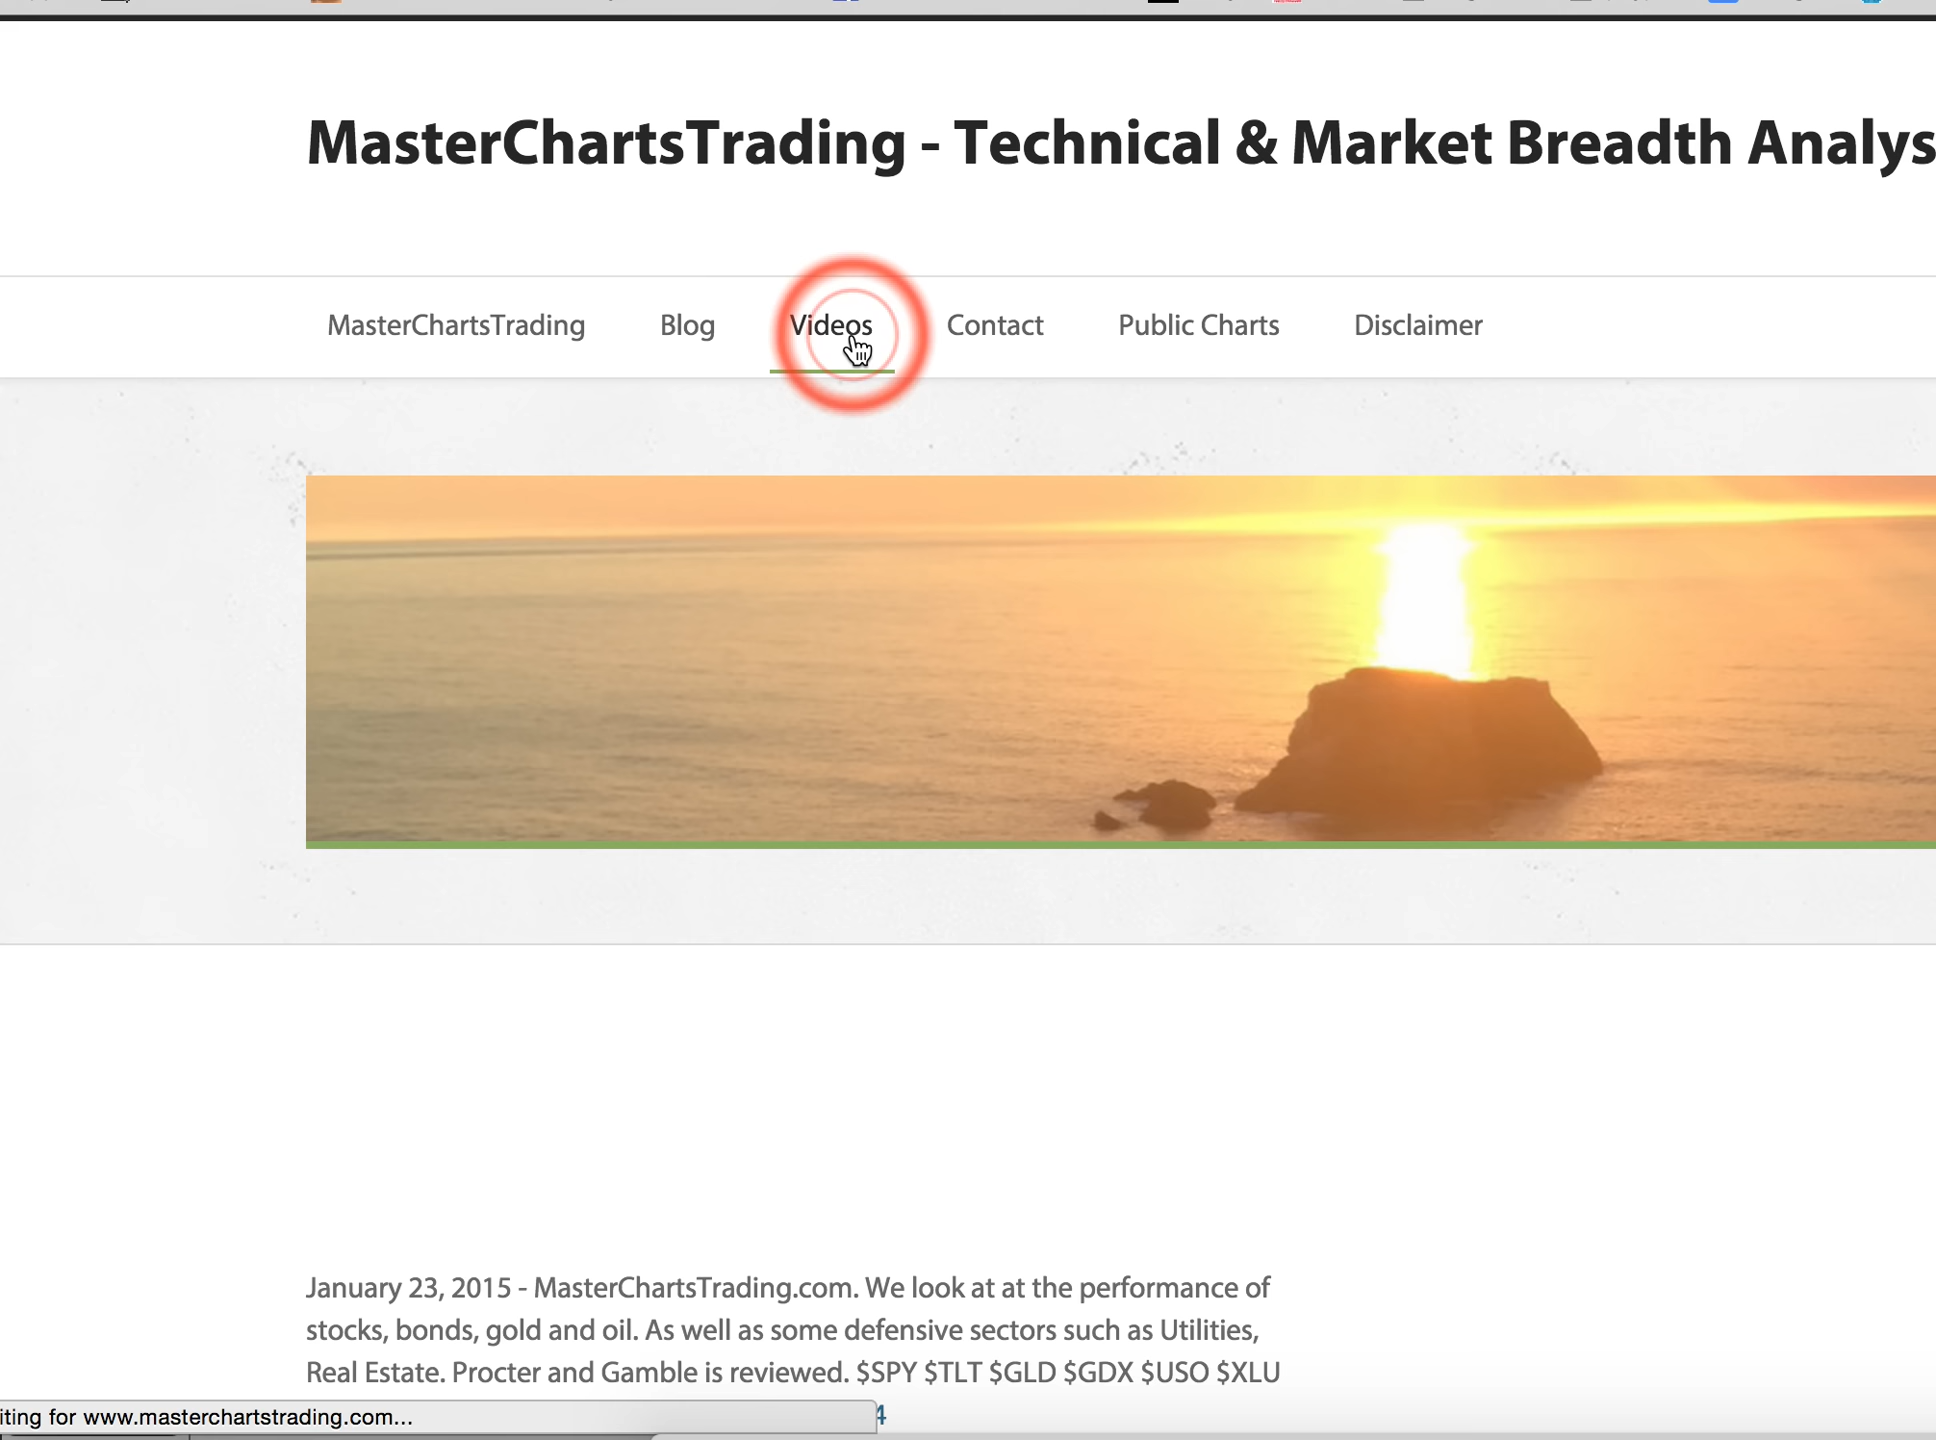 MasterChartsTrading - Technical & Market Breadth Analys
MasterChartsTrading Blog Videos Contact Public Charts Disclaimer
January 23, 2015 - MasterChartsTrading.com. We look at at the performance of
stocks, bonds, gold and oil. As well as some defensive sectors such as Utilities,
Real Estate. Procter and Gamble is reviewed. $SPY $TLT $GLD $GDX $USO $XLU
4
iting for www.masterchartstrading.com...